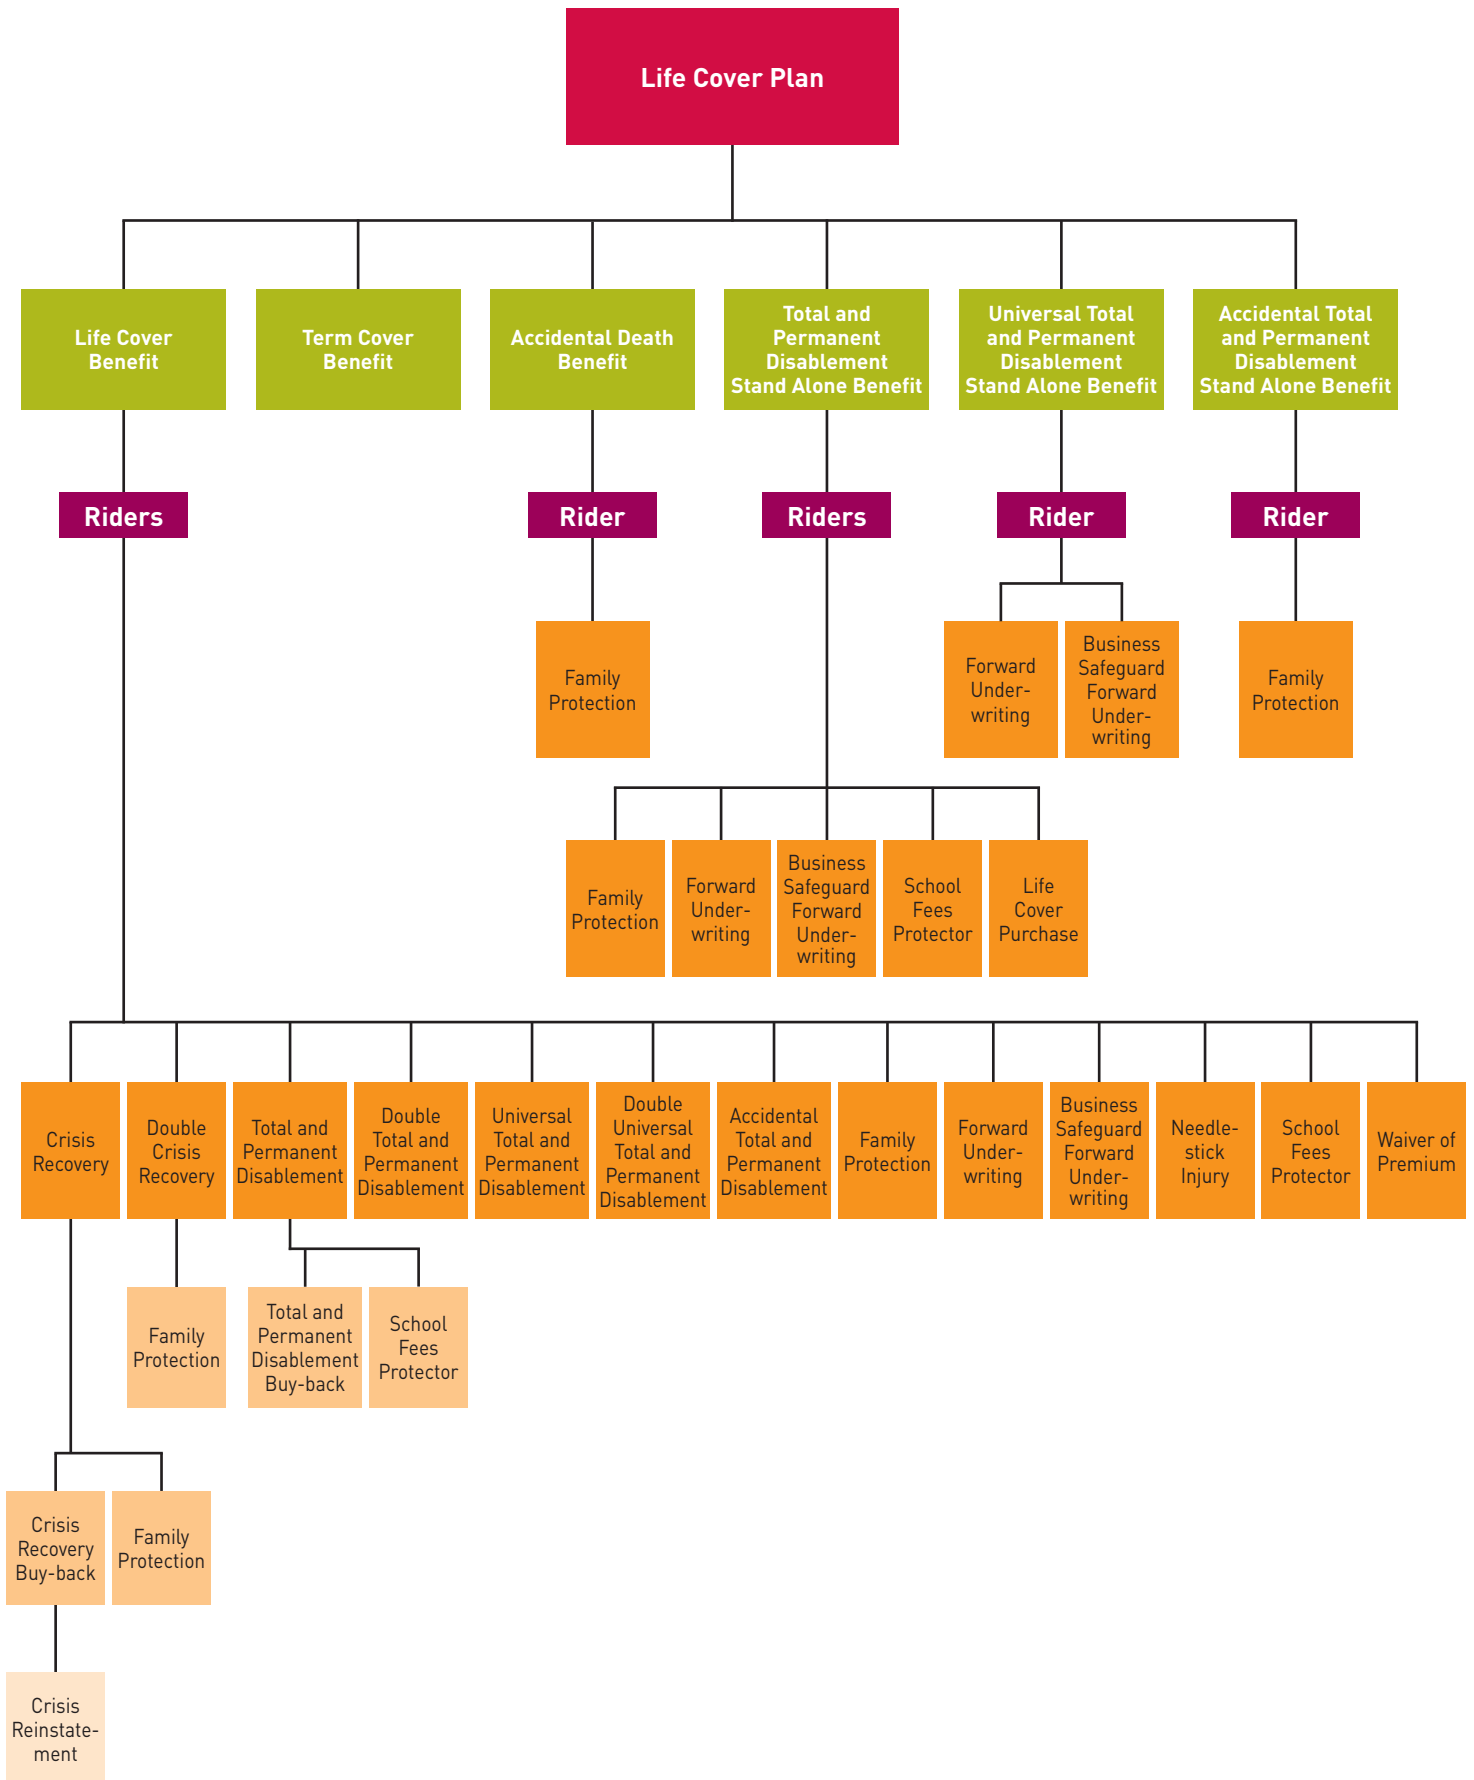 Life Cover Plan
Life Cover
Benefit
Term Cover
Benefit
Accidental Death
Benefit
Total and
Permanent
Disablement
Stand Alone Benefit
Universal Total
and Permanent
Disablement
Stand Alone Benefit
Accidental Total
and Permanent
Disablement
Stand Alone Benefit
Riders
Rider
Riders
Rider
Rider
Family
Protection
Forward
Under-
writing
Business
Safeguard
Forward
Under-
writing
Family
Protection
Family
Protection
Forward
Under-
writing
Business
Safeguard
Forward
Under-
writing
School
Fees
Protector
Life
Cover
Purchase
Crisis
Recovery
Double
Crisis
Recovery
Total and
Permanent
Disablement
Double
Total and
Permanent
Disablement
Universal
Total and
Permanent
Disablement
Double
Universal
Total and
Permanent
Disablement
Accidental
Total and
Permanent
Disablement
Family
Protection
Forward
Under-
writing
Business
Safeguard
Forward
Under-
writing
Needle-
stick
Injury
School
Fees
Protector
Waiver of
Premium
Family
Protection
Total and
Permanent
Disablement
Buy-back
School
Fees
Protector
Crisis
Recovery
Buy-back
Family
Protection
Crisis
Reinstate-
ment